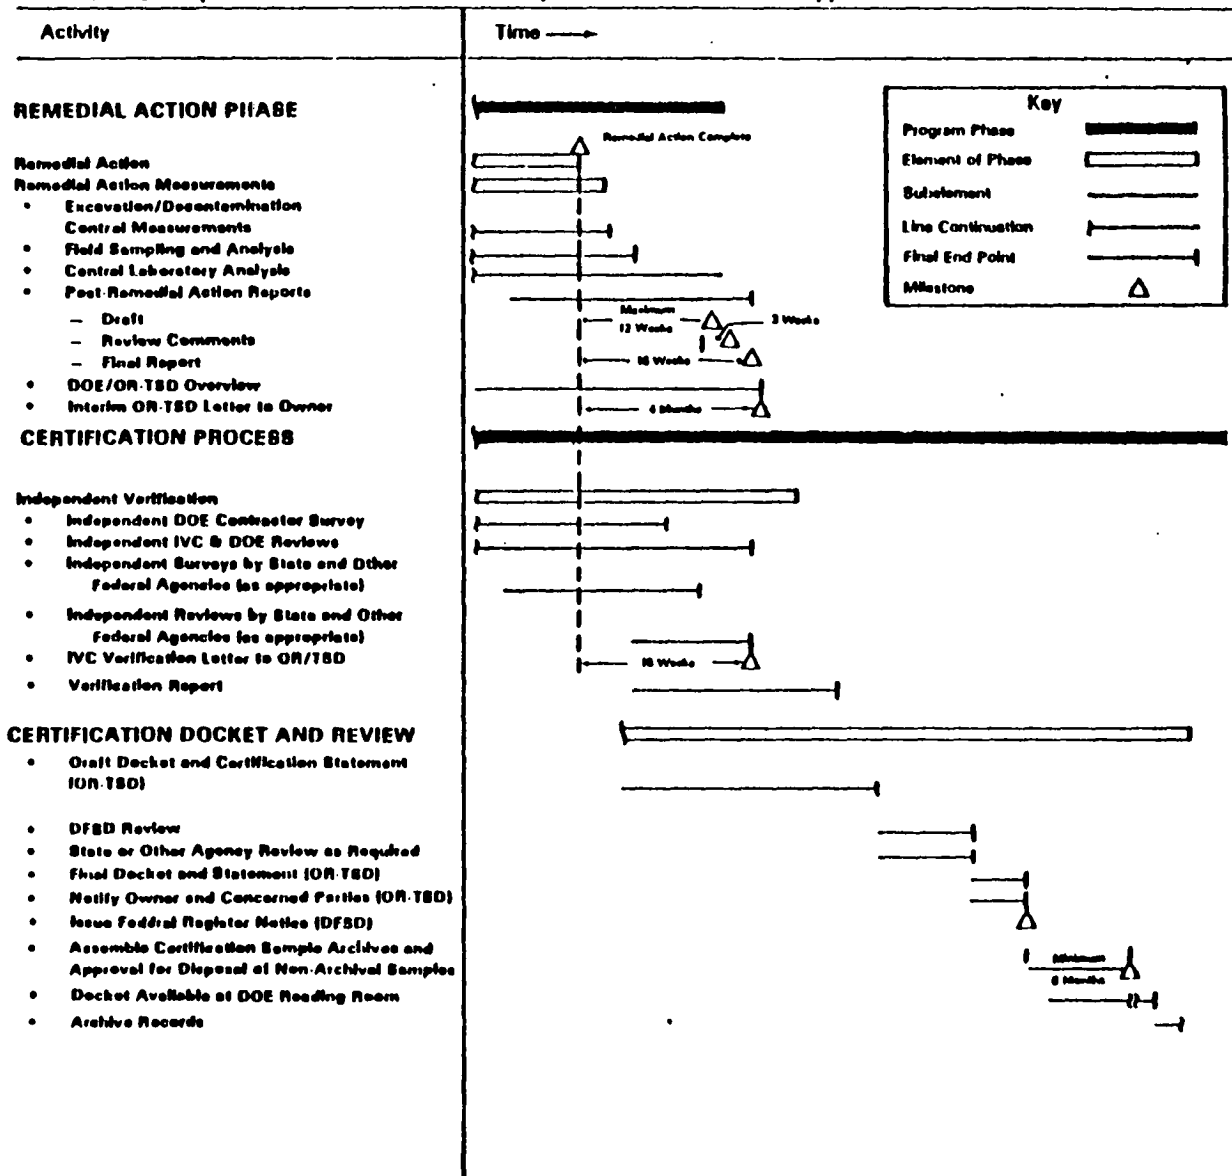 Activity
Time
REMEDIAL ACTION PHASE
Remedial Action Complete
Remedial Action
Remedial Action Measurements
• Excavation/Decontamination
Control Measurements
• Field Sampling and Analysis
• Central Laboratory Analysis
• Post-Remedial Action Reports
– Draft
Maximum
12 Weeks
3 Weeks
– Review Comments
– Final Report
16 Weeks
• DOE/OR-TSD Overview
• Interim OR-TSD Letter to Owner
4 Months
Key
Program Phase
Element of Phase
Subelement
Line Continuation
Final End Point
Milestone
CERTIFICATION PROCESS
Independent Verification
• Independent DOE Contractor Survey
• Independent IVC & DOE Reviews
• Independent Surveys by State and Other
Federal Agencies (as appropriate)
• Independent Reviews by State and Other
Federal Agencies (as appropriate)
• IVC Verification Letter to OR/TSD
16 Weeks
• Verification Report
CERTIFICATION DOCKET AND REVIEW
• Draft Docket and Certification Statement
(OR-TSD)
• DFSD Review
• State or Other Agency Review as Required
• Final Docket and Statement (OR-TSD)
• Notify Owner and Concerned Parties (OR-TSD)
• Issue Federal Register Notice (DFSD)
• Assemble Certification Sample Archives and
Approval for Disposal of Non-Archival Samples
Minimum
6 Months
• Docket Available at DOE Reading Room
• Archive Records